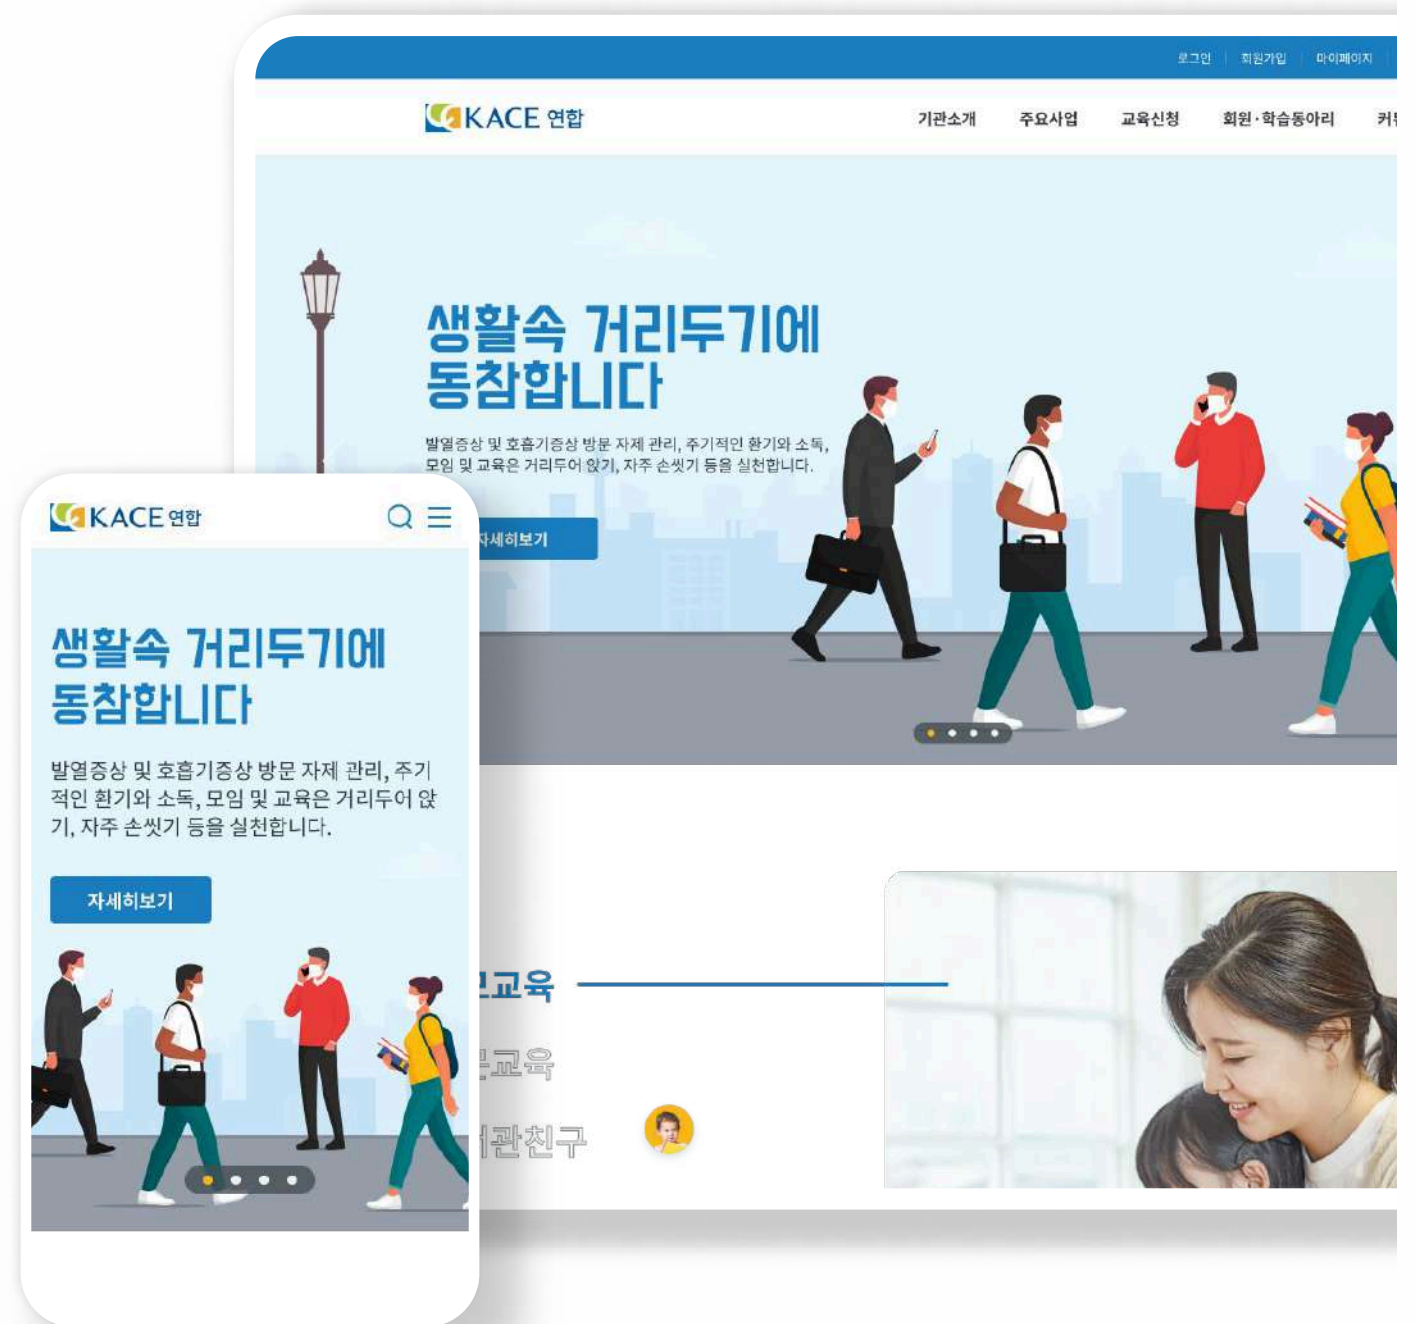 로그인 회원가입 마이페이지
KACE 연합
기관소개 주요사업 교육신청 회원·학습동아리
생활속 거리두기에
동참합니다
발열증상 및 호흡기증상 방문 자제 관리, 주기적인 환기와 소독,
모임 및 교육은 거리두어 앉기, 자주 손씻기 등을 실천합니다.
자세히보기
교육
교육
관친구
KACE 연합
생활속 거리두기에
동참합니다
발열증상 및 호흡기증상 방문 자제 관리, 주기
적인 환기와 소독, 모임 및 교육은 거리두어 앉
기, 자주 손씻기 등을 실천합니다.
자세히보기